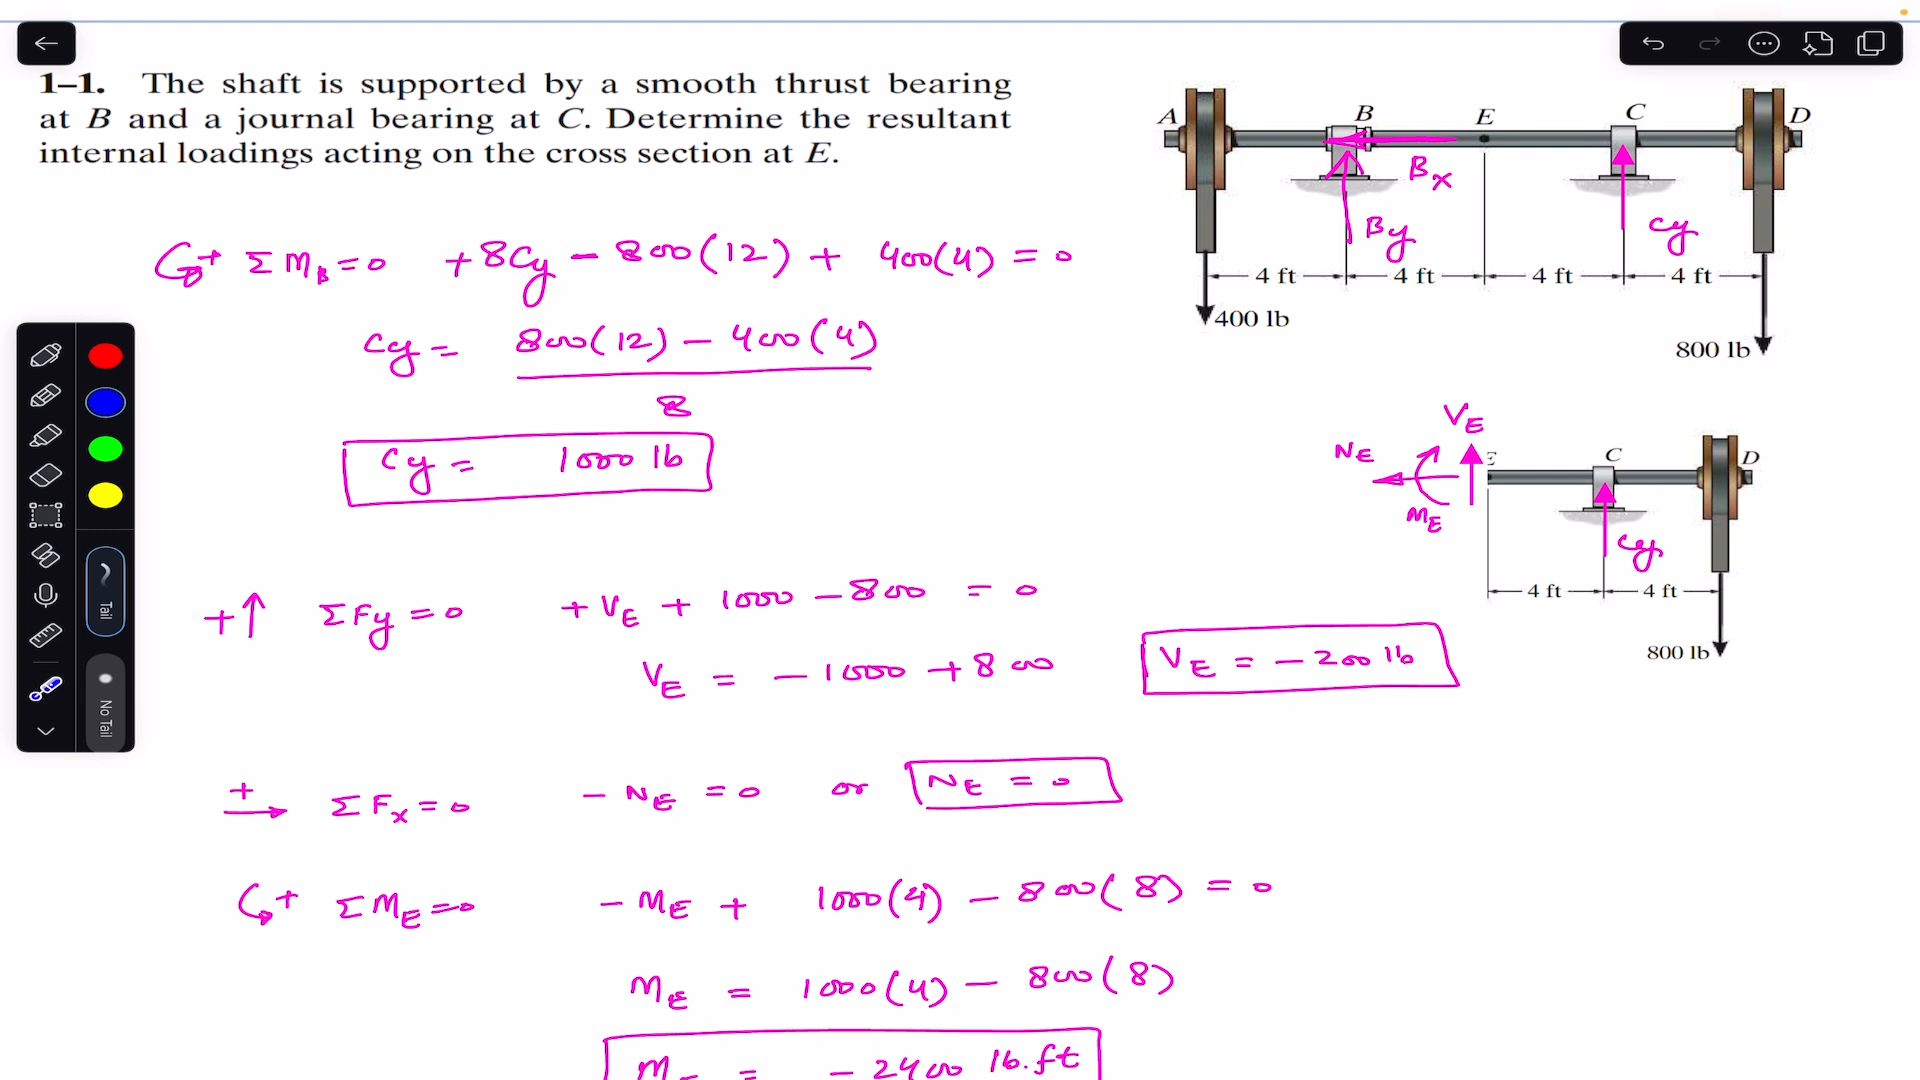 1–1. The shaft is supported by a smooth thrust bearing
at B and a journal bearing at C. Determine the resultant
internal loadings acting on the cross section at E.
A B E C D
Bx
By
Cy
4 ft 4 ft 4 ft 4 ft
400 lb
800 lb
↺+ ΣM_B=0 +8Cy - 800(12) + 400(4) = 0
Cy = 800(12) - 400(4)
8
Cy = 1000 lb
VE
NE
ME
E C D
Cy
4 ft 4 ft
800 lb
+↑ ΣFy=0 +VE + 1000 - 800 = 0
VE = - 1000 + 800 VE = - 200 lb
+→ ΣFx=0 - NE = 0 or NE = 0
↺+ ΣME=0 - ME + 1000(4) - 800(8) = 0
ME = 1000(4) - 800(8)
= - 2400 lb.ft
Tail
No Tail